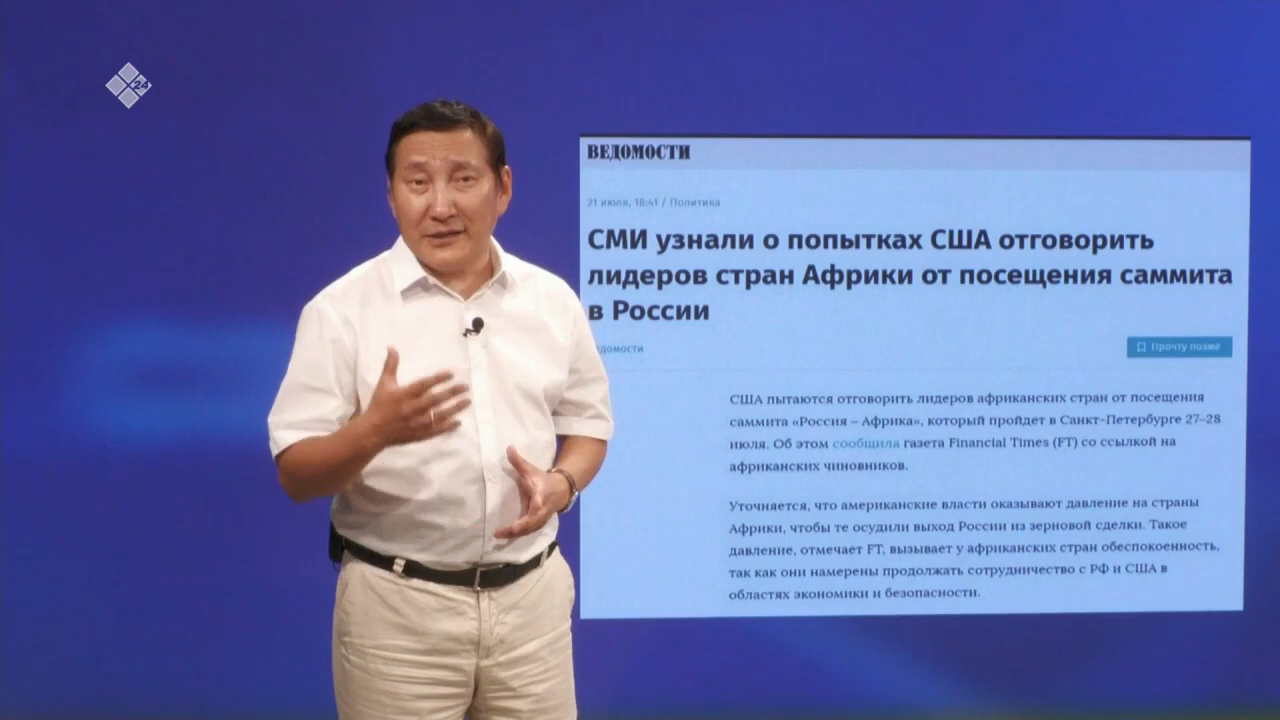 24
ВЕДОМОСТИ
21 июля, 18:41 / Политика
СМИ узнали о попытках США отговорить
лидеров стран Африки от посещения саммита
в России
Прочту позже
США пытаются отговорить лидеров африканских стран от посещения
саммита «Россия – Африка», который пройдет в Санкт-Петербурге 27–28
июля. Об этом сообщила газета Financial Times (FT) со ссылкой на
африканских чиновников.
Уточняется, что американские власти оказывают давление на страны
Африки, чтобы те осудили выход России из зерновой сделки. Такое
давление, отмечает FT, вызывает у африканских стран обеспокоенность,
так как они намерены продолжать сотрудничество с РФ и США в
областях экономики и безопасности.